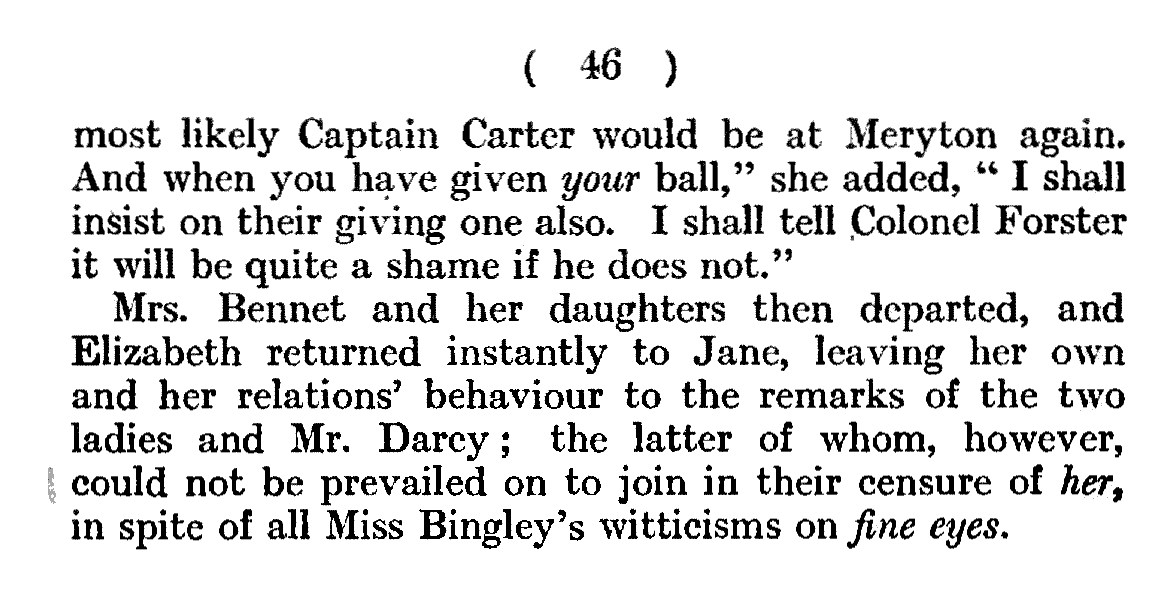 ( 46 )
most likely Captain Carter would be at Meryton again.
And when you have given your ball,” she added, “ I shall
insist on their giving one also. I shall tell Colonel Forster
it will be quite a shame if he does not.”
Mrs. Bennet and her daughters then departed, and
Elizabeth returned instantly to Jane, leaving her own
and her relations’ behaviour to the remarks of the two
ladies and Mr. Darcy ; the latter of whom, however,
could not be prevailed on to join in their censure of her,
in spite of all Miss Bingley’s witticisms on fine eyes.